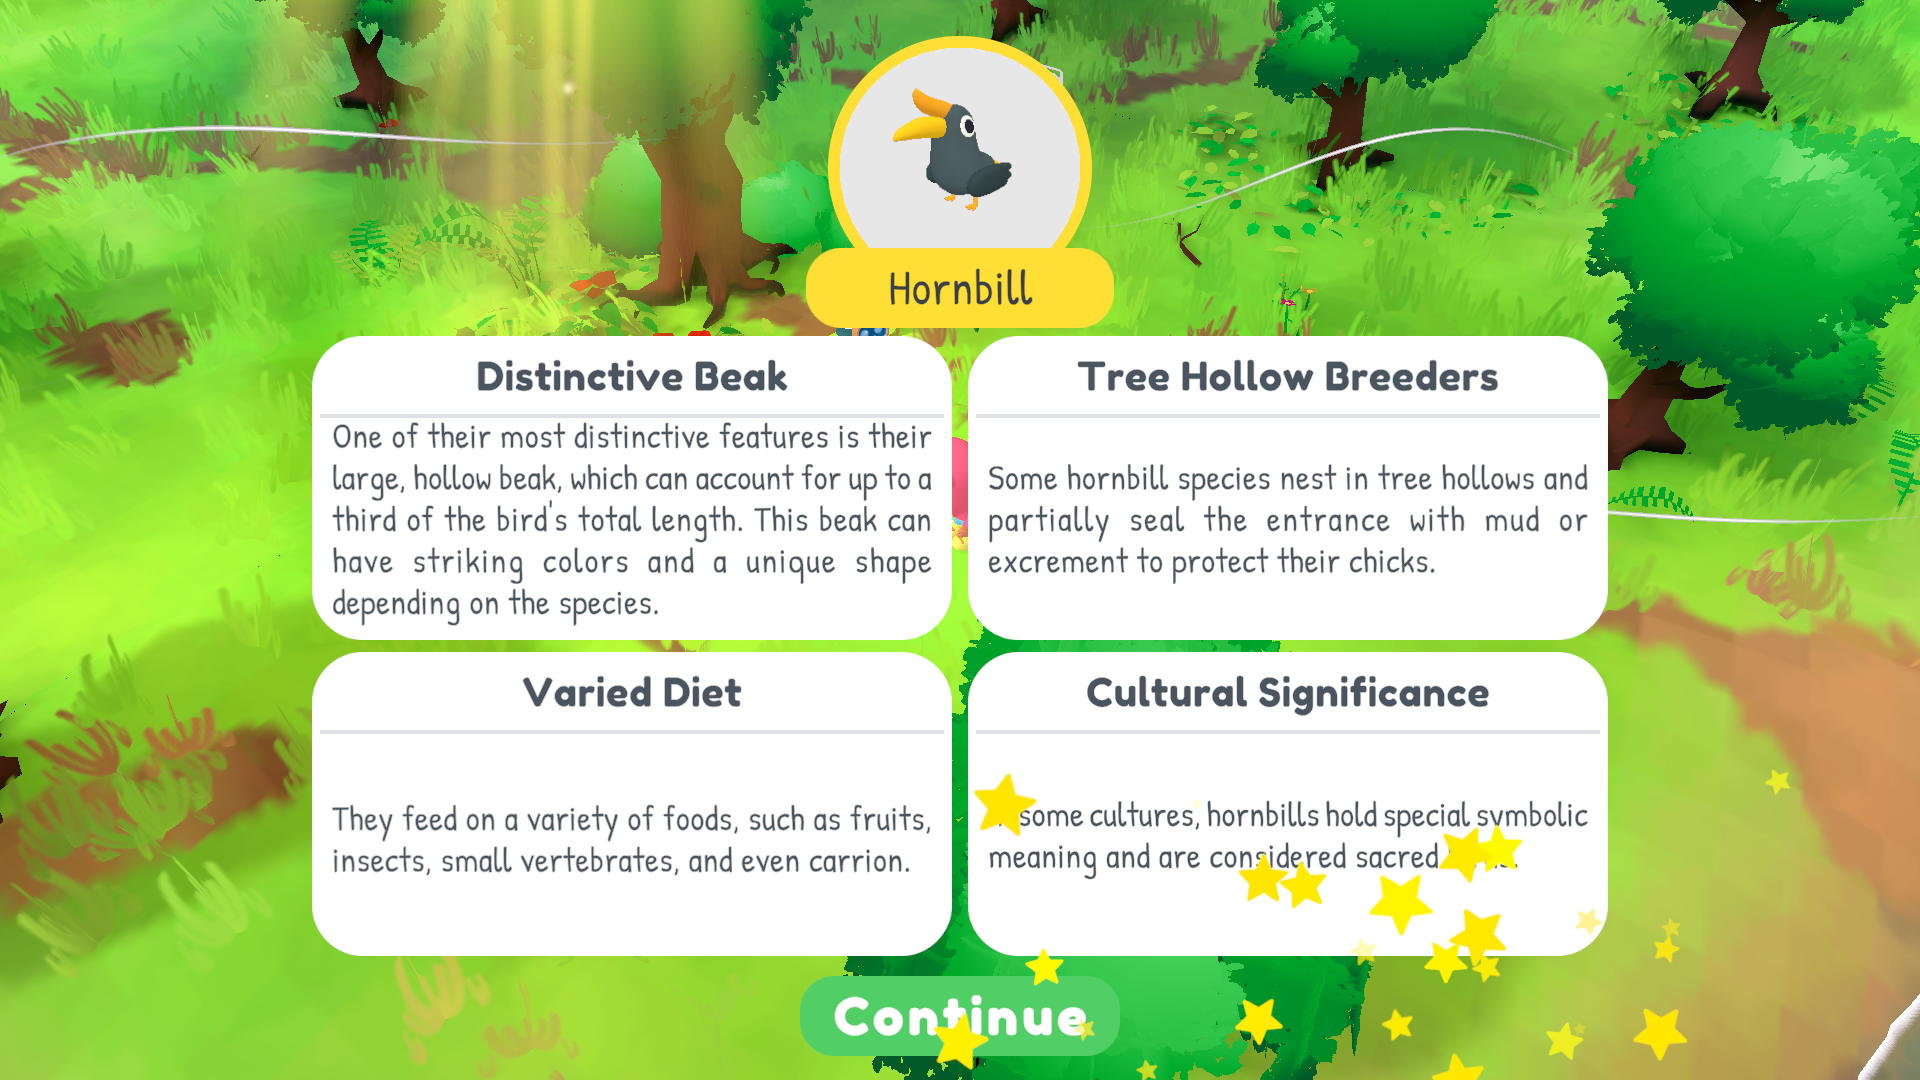 Hornbill
Distinctive Beak
One of their most distinctive features is their
large, hollow beak, which can account for up to a
third of the bird's total length. This beak can
have striking colors and a unique shape
depending on the species.
Tree Hollow Breeders
Some hornbill species nest in tree hollows and
partially seal the entrance with mud or
excrement to protect their chicks.
Varied Diet
They feed on a variety of foods, such as fruits,
insects, small vertebrates, and even carrion.
Cultural Significance
some cultures, hornbills hold special symbolic
meaning and are considered sacred
Continue